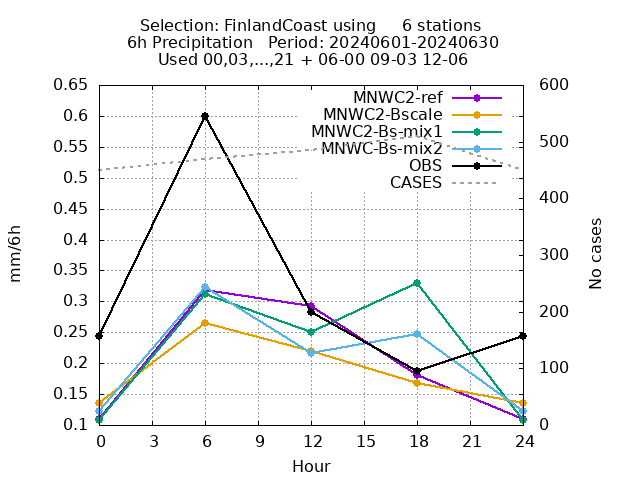 Selection: FinlandCoast using 6 stations
6h Precipitation Period: 20240601-20240630
Used 00,03,...,21 + 06-00 09-03 12-06
0.65
0.6
0.55
0.5
0.45
0.4
0.35
0.3
0.25
0.2
0.15
0.1
mm/6h
600
500
400
300
200
100
0
No cases
MNWC2-ref
MNWC2-Bscale
MNWC2-Bs-mix1
MNWC-Bs-mix2
OBS
CASES
0 3 6 9 12 15 18 21 24
Hour